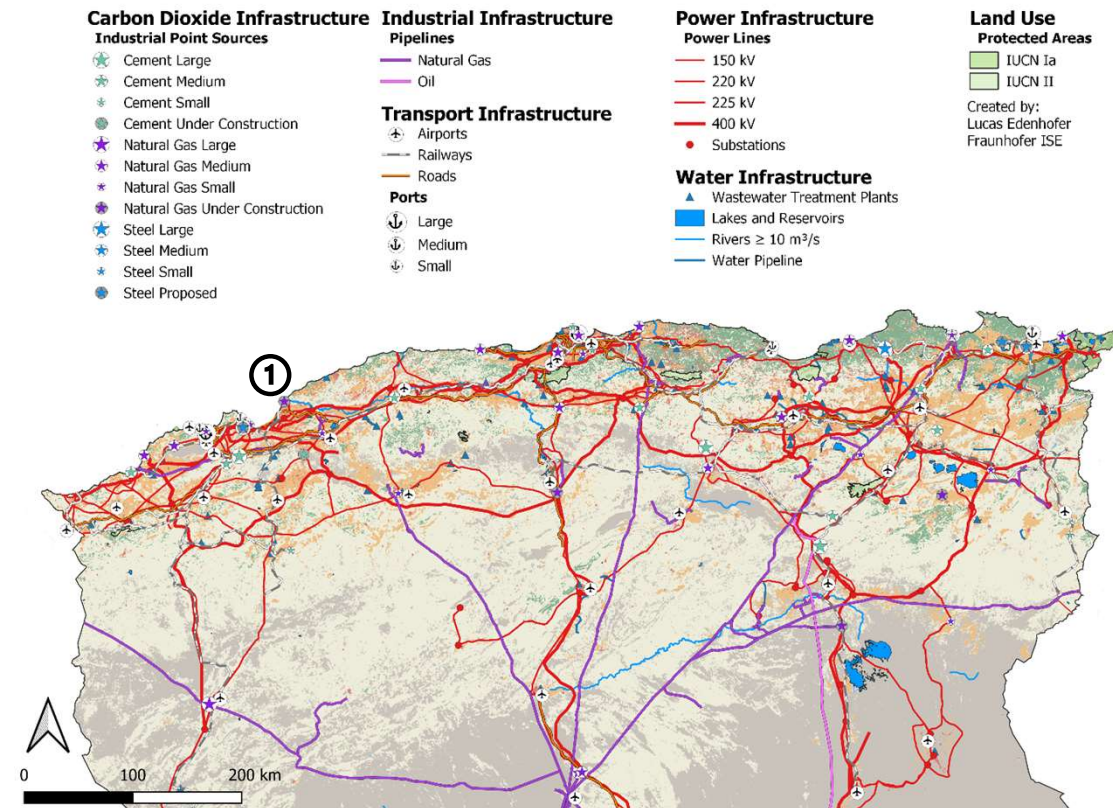 Carbon Dioxide Infrastructure
Industrial Point Sources
Cement Large
Cement Medium
Cement Small
Cement Under Construction
Natural Gas Large
Natural Gas Medium
Natural Gas Small
Natural Gas Under Construction
Steel Large
Steel Medium
Steel Small
Steel Proposed
Industrial Infrastructure
Pipelines
Natural Gas
Oil
Transport Infrastructure
Airports
Railways
Roads
Ports
Large
Medium
Small
Power Infrastructure
Power Lines
150 kV
220 kV
225 kV
400 kV
Substations
Water Infrastructure
Wastewater Treatment Plants
Lakes and Reservoirs
Rivers ≥ 10 m³/s
Water Pipeline
Land Use
Protected Areas
IUCN Ia
IUCN II
Created by:
Lucas Edenhofer
Fraunhofer ISE
1
0 100 200 km